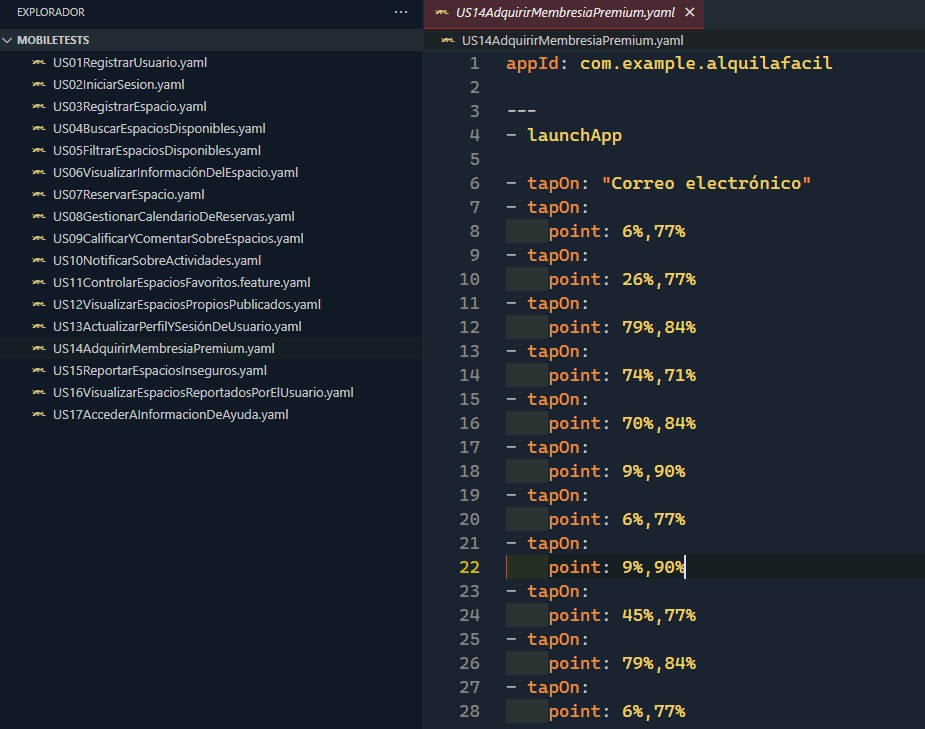 EXPLORADOR
MOBILETESTS
US01RegistrarUsuario.yaml
US02IniciarSesion.yaml
US03RegistrarEspacio.yaml
US04BuscarEspaciosDisponibles.yaml
US05FiltrarEspaciosDisponibles.yaml
US06VisualizarInformaciónDelEspacio.yaml
US07ReservarEspacio.yaml
US08GestionarCalendarioDeReservas.yaml
US09CalificarYComentarSobreEspacios.yaml
US10NotificarSobreActividades.yaml
US11ControlarEspaciosFavoritos.feature.yaml
US12VisualizarEspaciosPropiosPublicados.yaml
US13ActualizarPerfilYSesiónDeUsuario.yaml
US14AdquirirMembresiaPremium.yaml
US15ReportarEspaciosInseguros.yaml
US16VisualizarEspaciosReportadosPorElUsuario.yaml
US17AccederAInformacionDeAyuda.yaml
US14AdquirirMembresiaPremium.yaml
US14AdquirirMembresiaPremium.yaml
1 appId: com.example.alquilafacil
2
3 ---
4 - launchApp
5
6 - tapOn: "Correo electrónico"
7 - tapOn:
8 point: 6%,77%
9 - tapOn:
10 point: 26%,77%
11 - tapOn:
12 point: 79%,84%
13 - tapOn:
14 point: 74%,71%
15 - tapOn:
16 point: 70%,84%
17 - tapOn:
18 point: 9%,90%
19 - tapOn:
20 point: 6%,77%
21 - tapOn:
22 point: 9%,90%
23 - tapOn:
24 point: 45%,77%
25 - tapOn:
26 point: 79%,84%
27 - tapOn:
28 point: 6%,77%